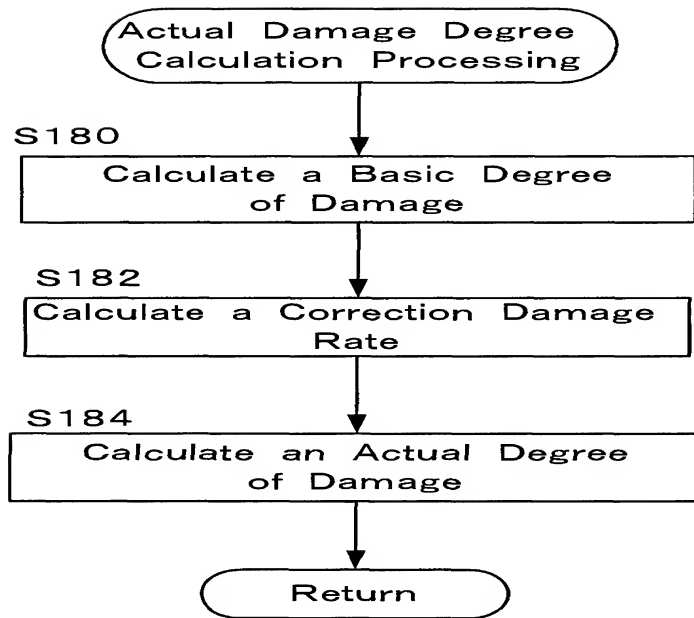 Actual Damage Degree
Calculation Processing
S180
Calculate a Basic Degree
of Damage
S182
Calculate a Correction Damage
Rate
S184
Calculate an Actual Degree
of Damage
Return